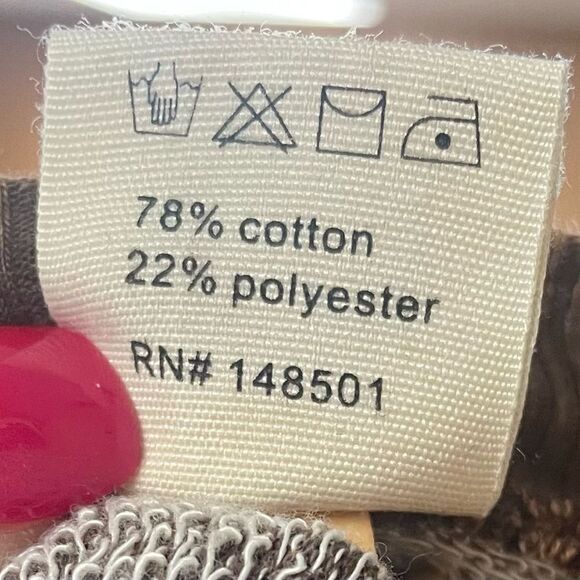 78% cotton
22% polyester
RN# 148501